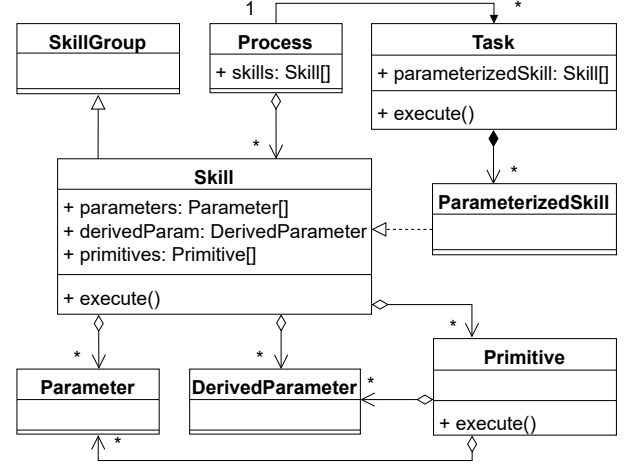 1
*
SkillGroup
Process
+ skills: Skill[]
Task
+ parameterizedSkill: Skill[]
+ execute()
*
*
Skill
+ parameters: Parameter[]
+ derivedParam: DerivedParameter
+ primitives: Primitive[]
+ execute()
ParameterizedSkill
*
*
*
Primitive
+ execute()
Parameter
DerivedParameter
*
*